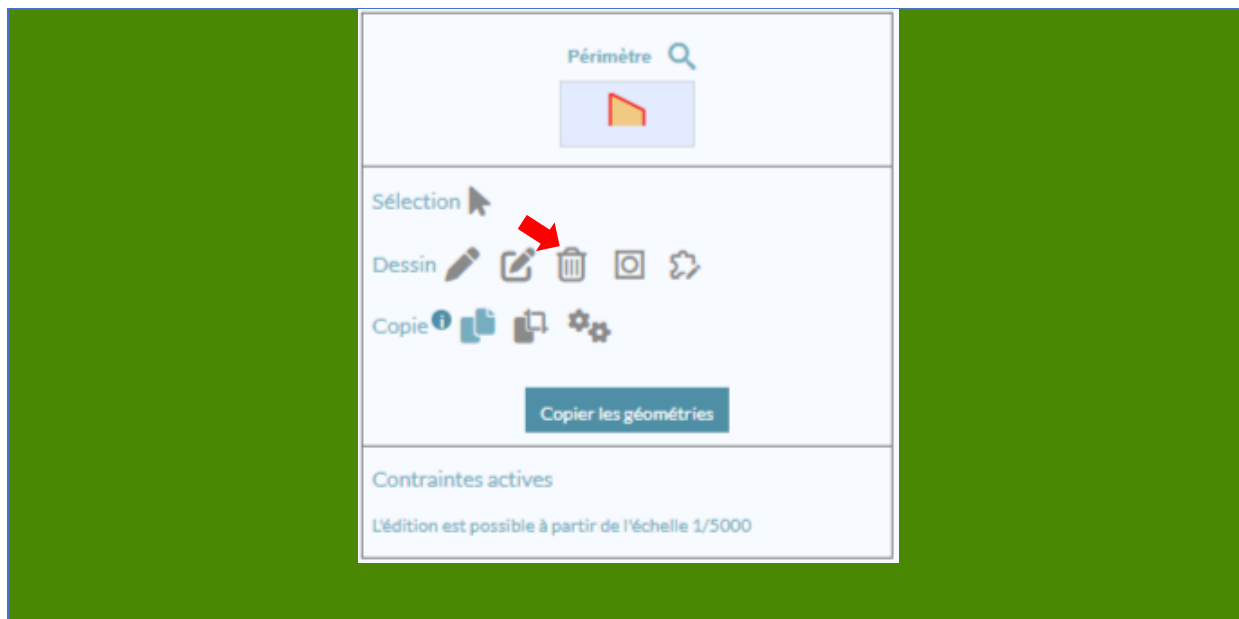 Périmètre
Sélection
Dessin
Copie
Copier les géométries
Contraintes actives
L'édition est possible à partir de l'échelle 1/5000